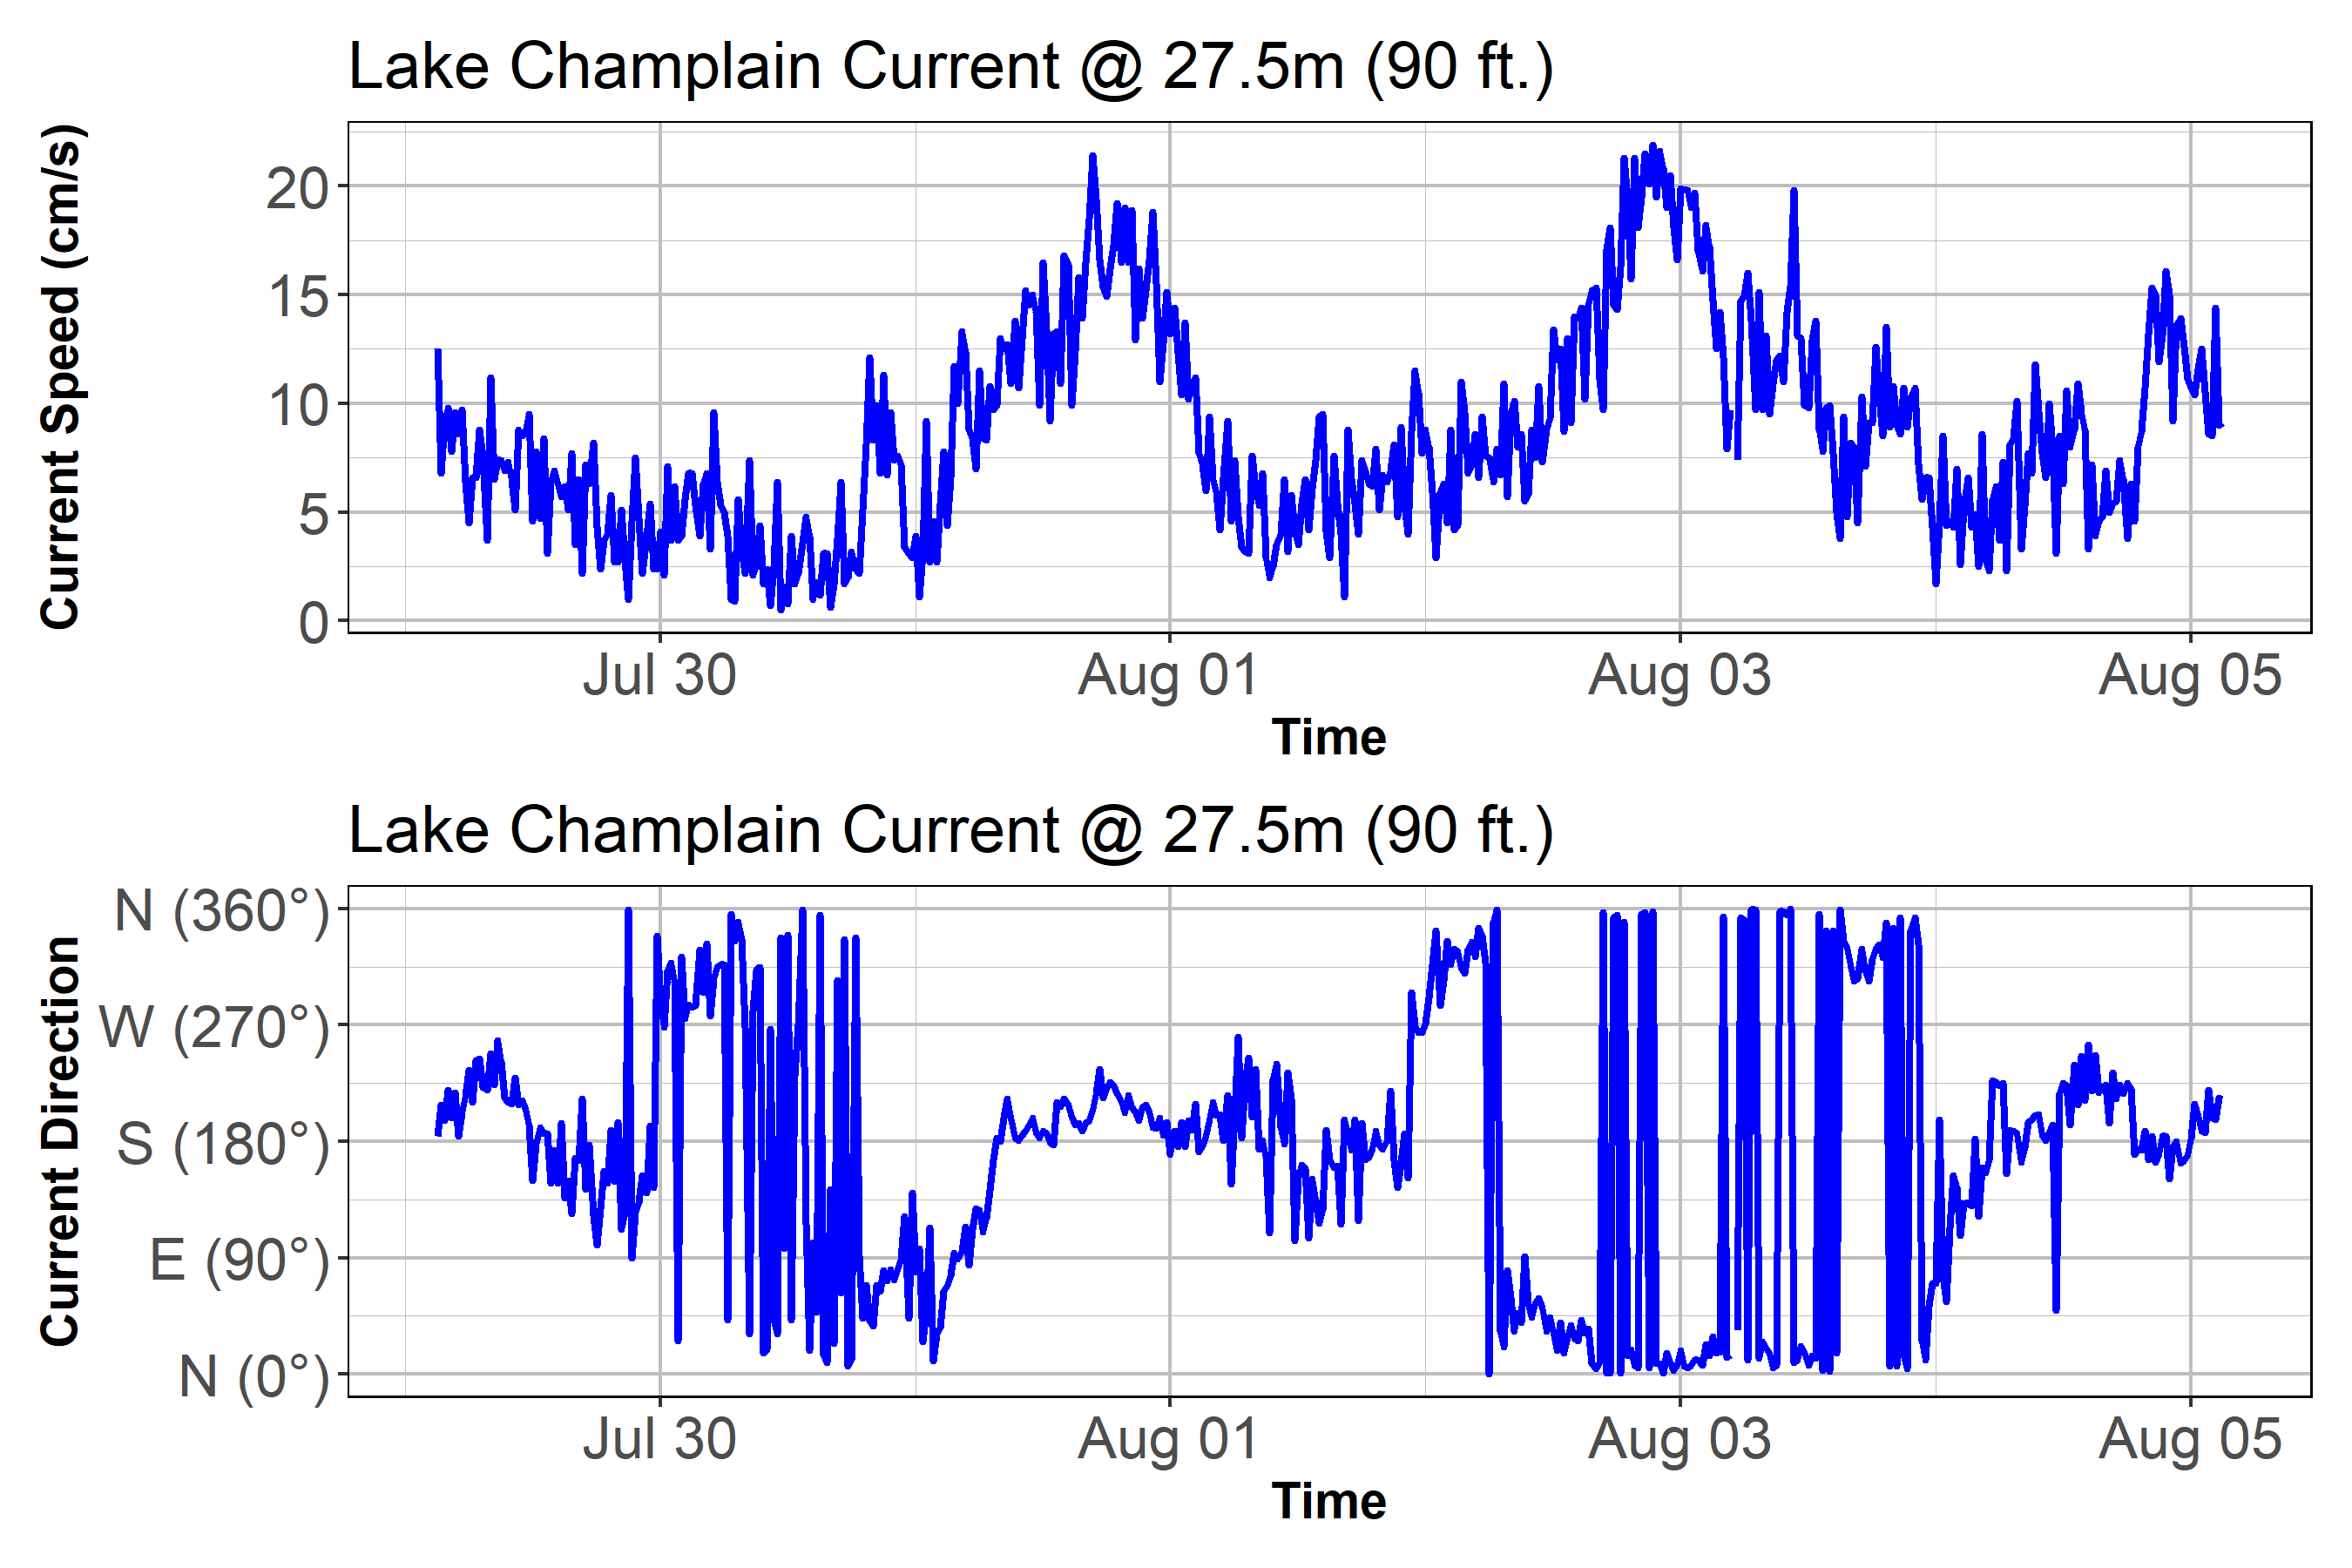 Lake Champlain Current @ 27.5m (90 ft.)
Current Speed (cm/s)
20
15
10
5
0
Jul 30 Aug 01 Aug 03 Aug 05
Time
Lake Champlain Current @ 27.5m (90 ft.)
Current Direction
N (360°)
W (270°)
S (180°)
E (90°)
N (0°)
Jul 30 Aug 01 Aug 03 Aug 05
Time